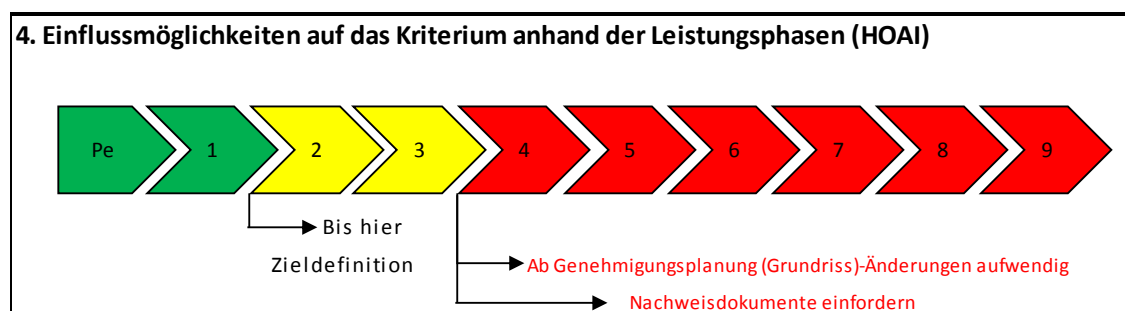 4. Einflussmöglichkeiten auf das Kriterium anhand der Leistungsphasen (HOAI)
Pe 1 2 3 4 5 6 7 8 9
Bis hier
Zieldefinition
Ab Genehmigungsplanung (Grundriss)-Änderungen aufwendig
Nachweisdokumente einfordern